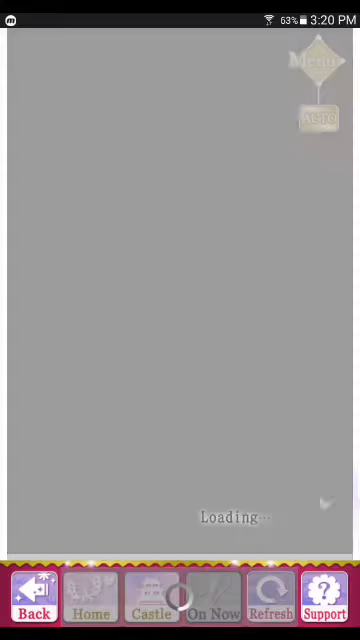 63% 3:20 PM
Menu
AUTO
Loading…
Back Home Castle On Now Refresh Support